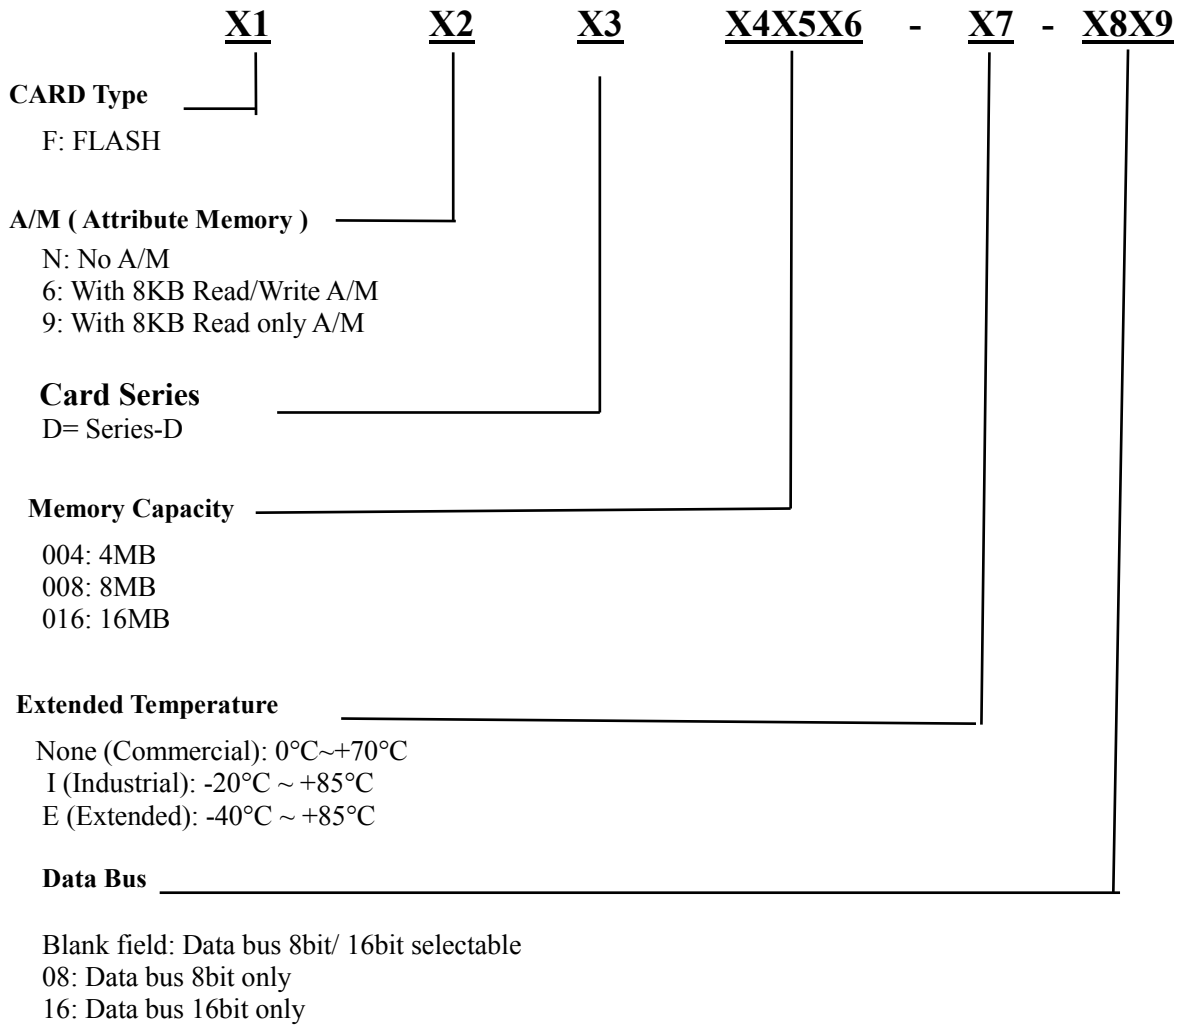 X1 X2 X3 X4X5X6 - X7 - X8X9
CARD Type
F: FLASH
A/M ( Attribute Memory )
N: No A/M
6: With 8KB Read/Write A/M
9: With 8KB Read only A/M
Card Series
D= Series-D
Memory Capacity
004: 4MB
008: 8MB
016: 16MB
Extended Temperature
None (Commercial): 0°C~+70°C
I (Industrial): -20°C ~ +85°C
E (Extended): -40°C ~ +85°C
Data Bus
Blank field: Data bus 8bit/ 16bit selectable
08: Data bus 8bit only
16: Data bus 16bit only